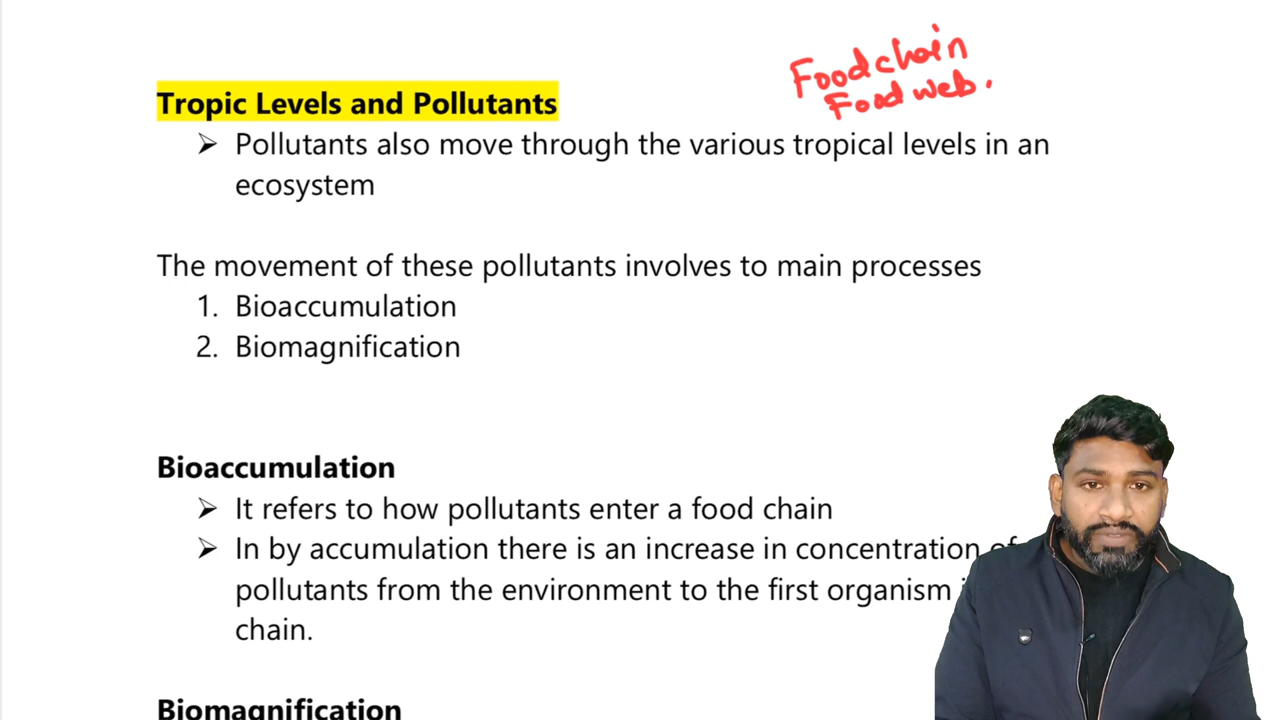 Food chain
Food web.
Tropic Levels and Pollutants
➢ Pollutants also move through the various tropical levels in an
ecosystem
The movement of these pollutants involves to main processes
1. Bioaccumulation
2. Biomagnification
Bioaccumulation
➢ It refers to how pollutants enter a food chain
➢ In by accumulation there is an increase in concentration of
pollutants from the environment to the first organism
chain.
Biomagnification